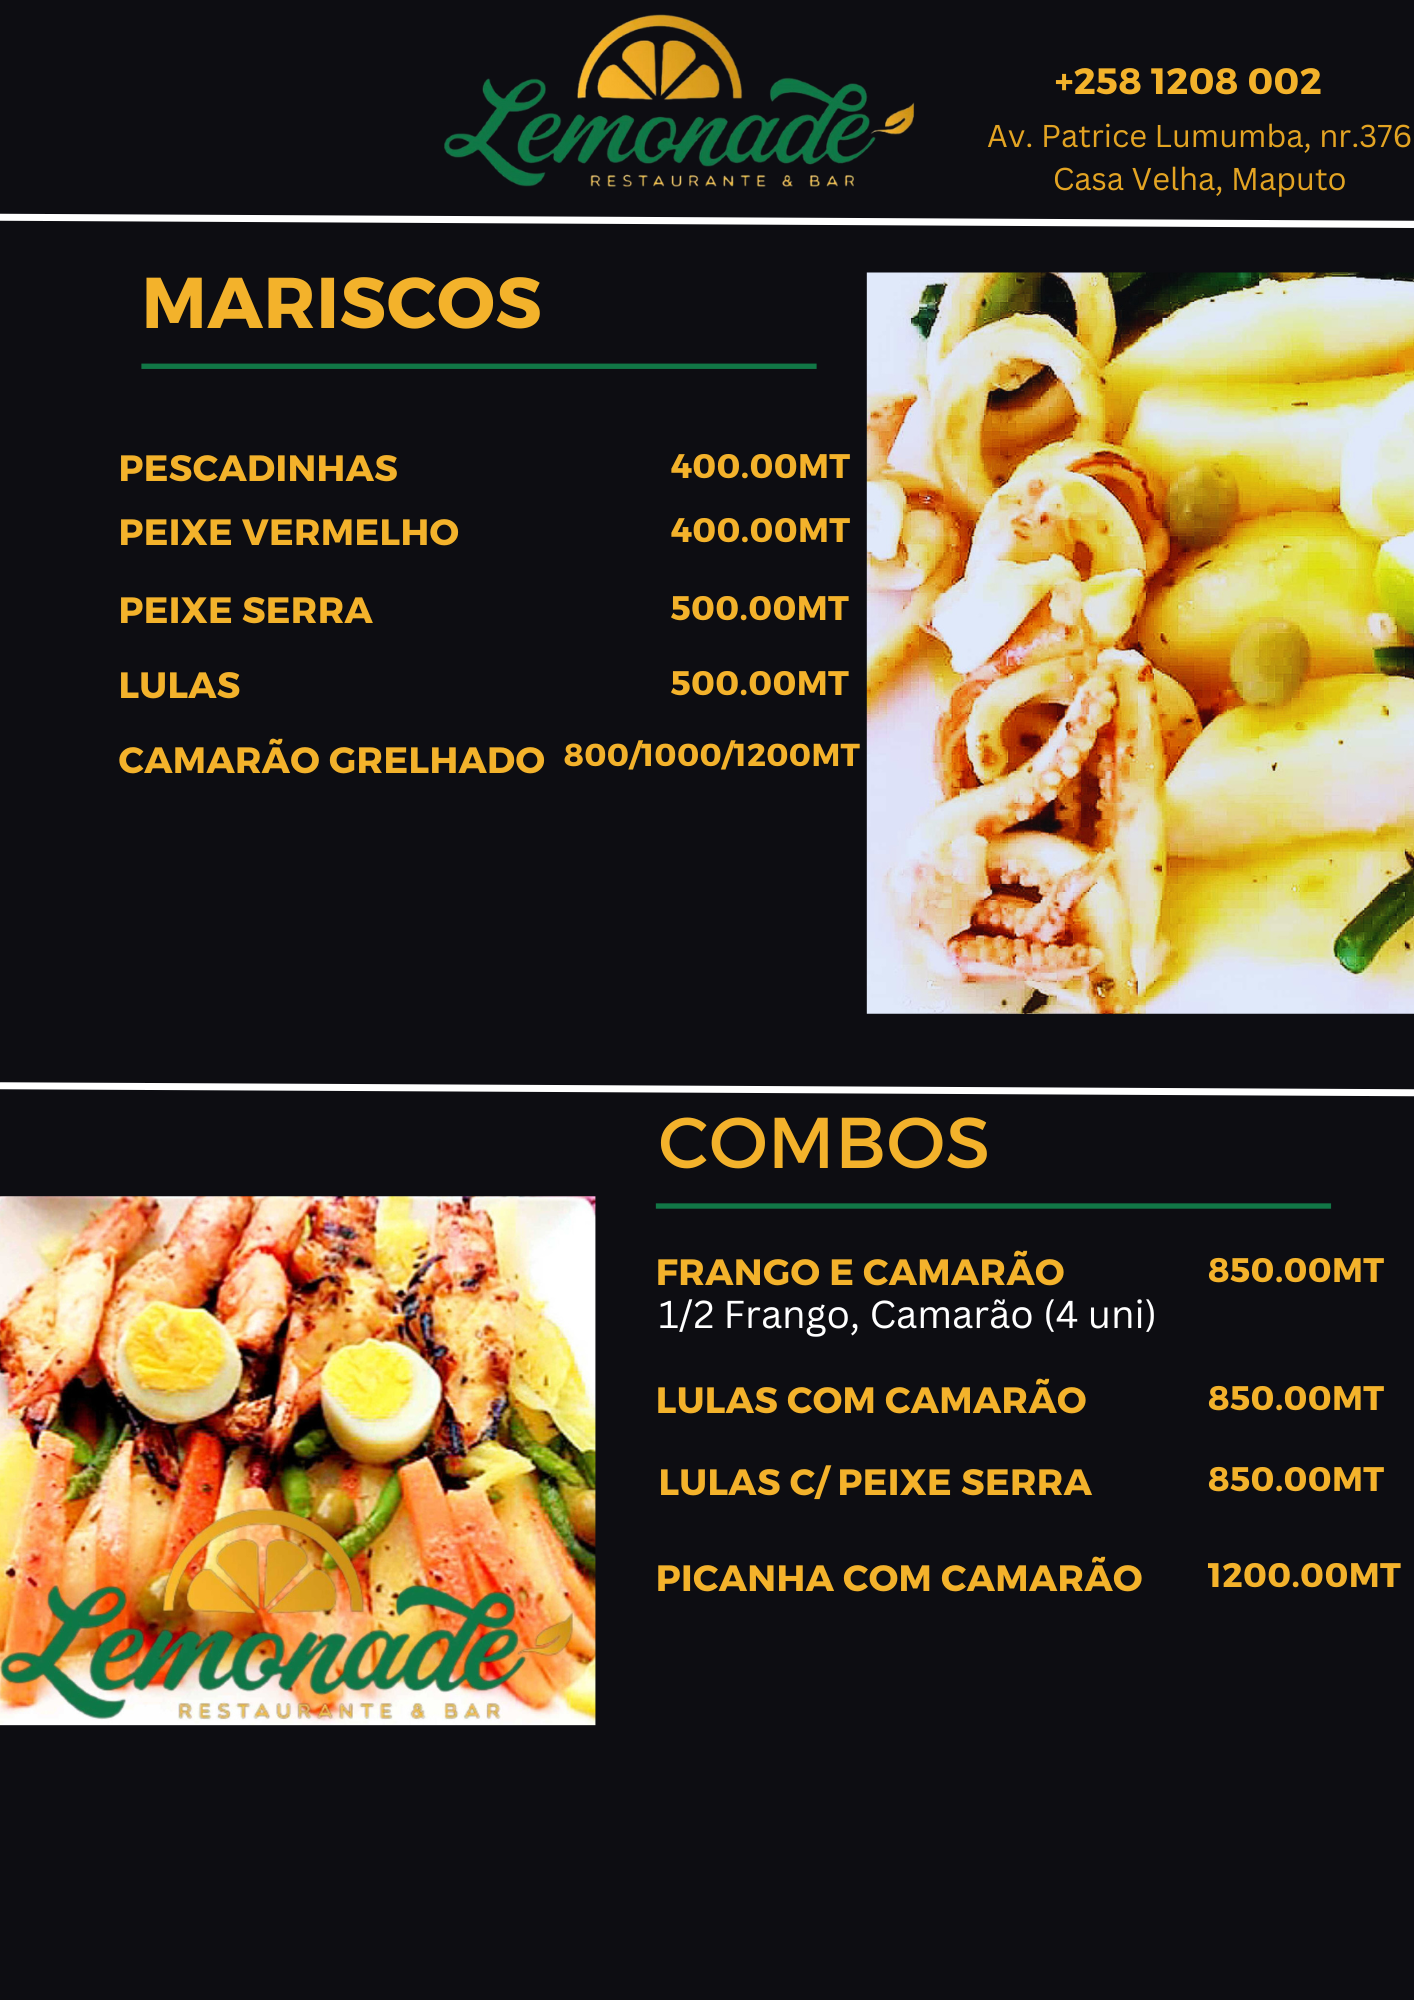 Lemonade
RESTAURANTE & BAR
+258 1208 002
Av. Patrice Lumumba, nr.376
Casa Velha, Maputo
MARISCOS
PESCADINHAS 400.00MT
PEIXE VERMELHO 400.00MT
PEIXE SERRA 500.00MT
LULAS 500.00MT
CAMARÃO GRELHADO 800/1000/1200MT
COMBOS
FRANGO E CAMARÃO 850.00MT
1/2 Frango, Camarão (4 uni)
LULAS COM CAMARÃO 850.00MT
LULAS C/ PEIXE SERRA 850.00MT
PICANHA COM CAMARÃO 1200.00MT
Lemonade
RESTAURANTE & BAR